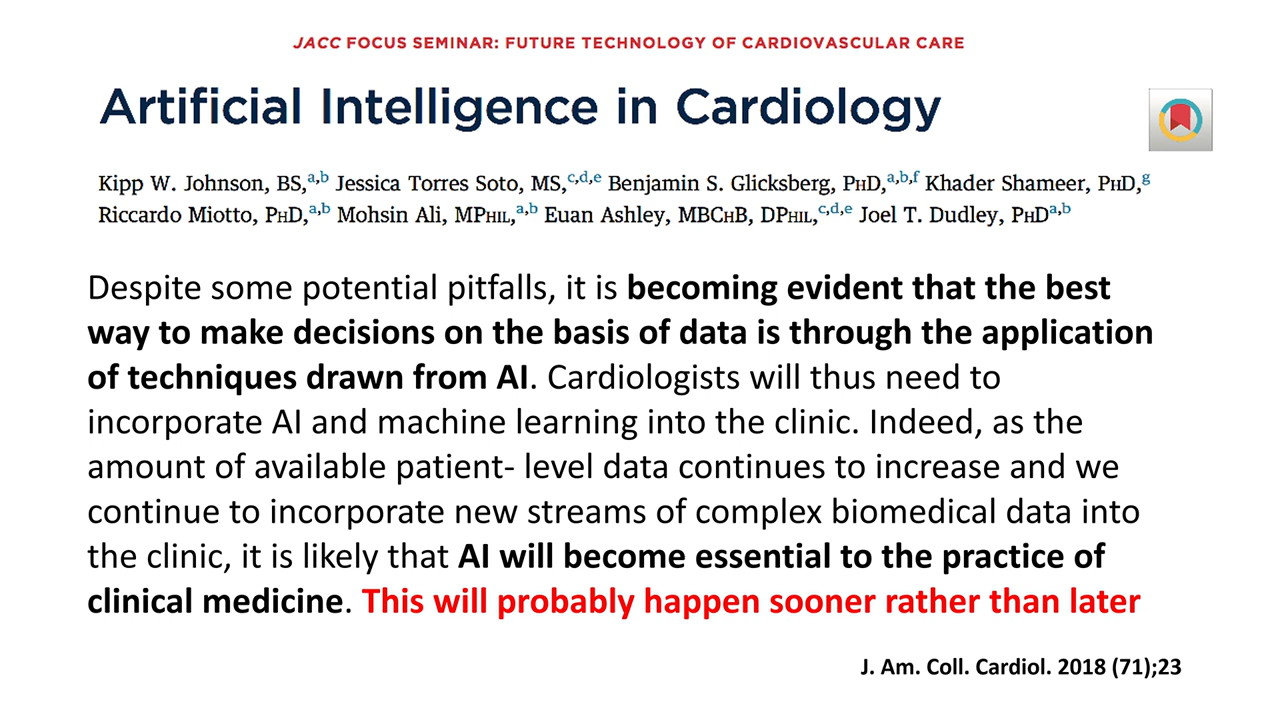 JACC FOCUS SEMINAR: FUTURE TECHNOLOGY OF CARDIOVASCULAR CARE
Artificial Intelligence in Cardiology
Kipp W. Johnson, BS,a,b Jessica Torres Soto, MS,c,d,e Benjamin S. Glicksberg, PHD,a,b,f Khader Shameer, PHD,g
Riccardo Miotto, PHD,a,b Mohsin Ali, MPHIL,a,b Euan Ashley, MBCHB, DPHIL,c,d,e Joel T. Dudley, PHDa,b
Despite some potential pitfalls, it is becoming evident that the best
way to make decisions on the basis of data is through the application
of techniques drawn from AI. Cardiologists will thus need to
incorporate AI and machine learning into the clinic. Indeed, as the
amount of available patient- level data continues to increase and we
continue to incorporate new streams of complex biomedical data into
the clinic, it is likely that AI will become essential to the practice of
clinical medicine. This will probably happen sooner rather than later
J. Am. Coll. Cardiol. 2018 (71);23